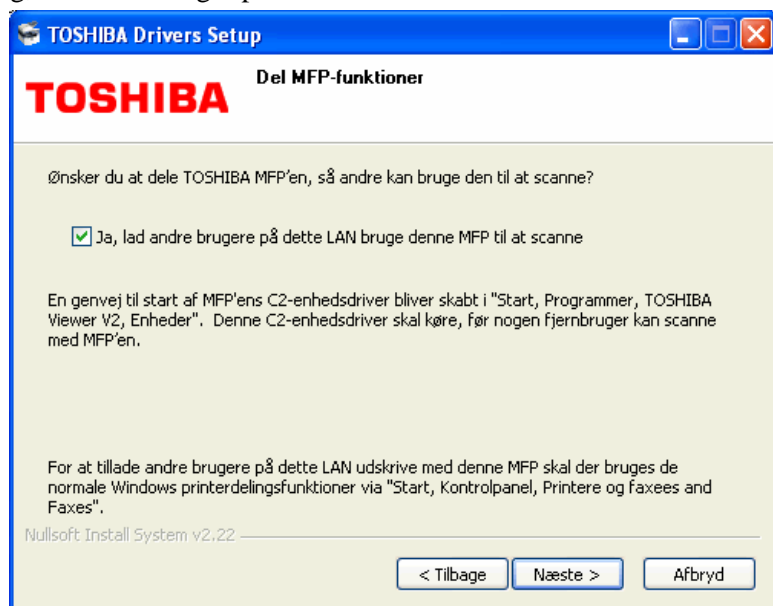 TOSHIBA Drivers Setup
TOSHIBA
Del MFP-funktioner
Ønsker du at dele TOSHIBA MFP'en, så andre kan bruge den til at scanne?
Ja, lad andre brugere på dette LAN bruge denne MFP til at scanne
En genvej til start af MFP'ens C2-enhedsdriver bliver skabt i "Start, Programmer, TOSHIBA
Viewer V2, Enheder". Denne C2-enhedsdriver skal køre, før nogen fjernbruger kan scanne
med MFP'en.
For at tillade andre brugere på dette LAN udskrive med denne MFP skal der bruges de
normale Windows printerdelingsfunktioner via "Start, Kontrolpanel, Printere og faxees and
Faxes".
Nullsoft Install System v2.22
< Tilbage
Næste >
Afbryd